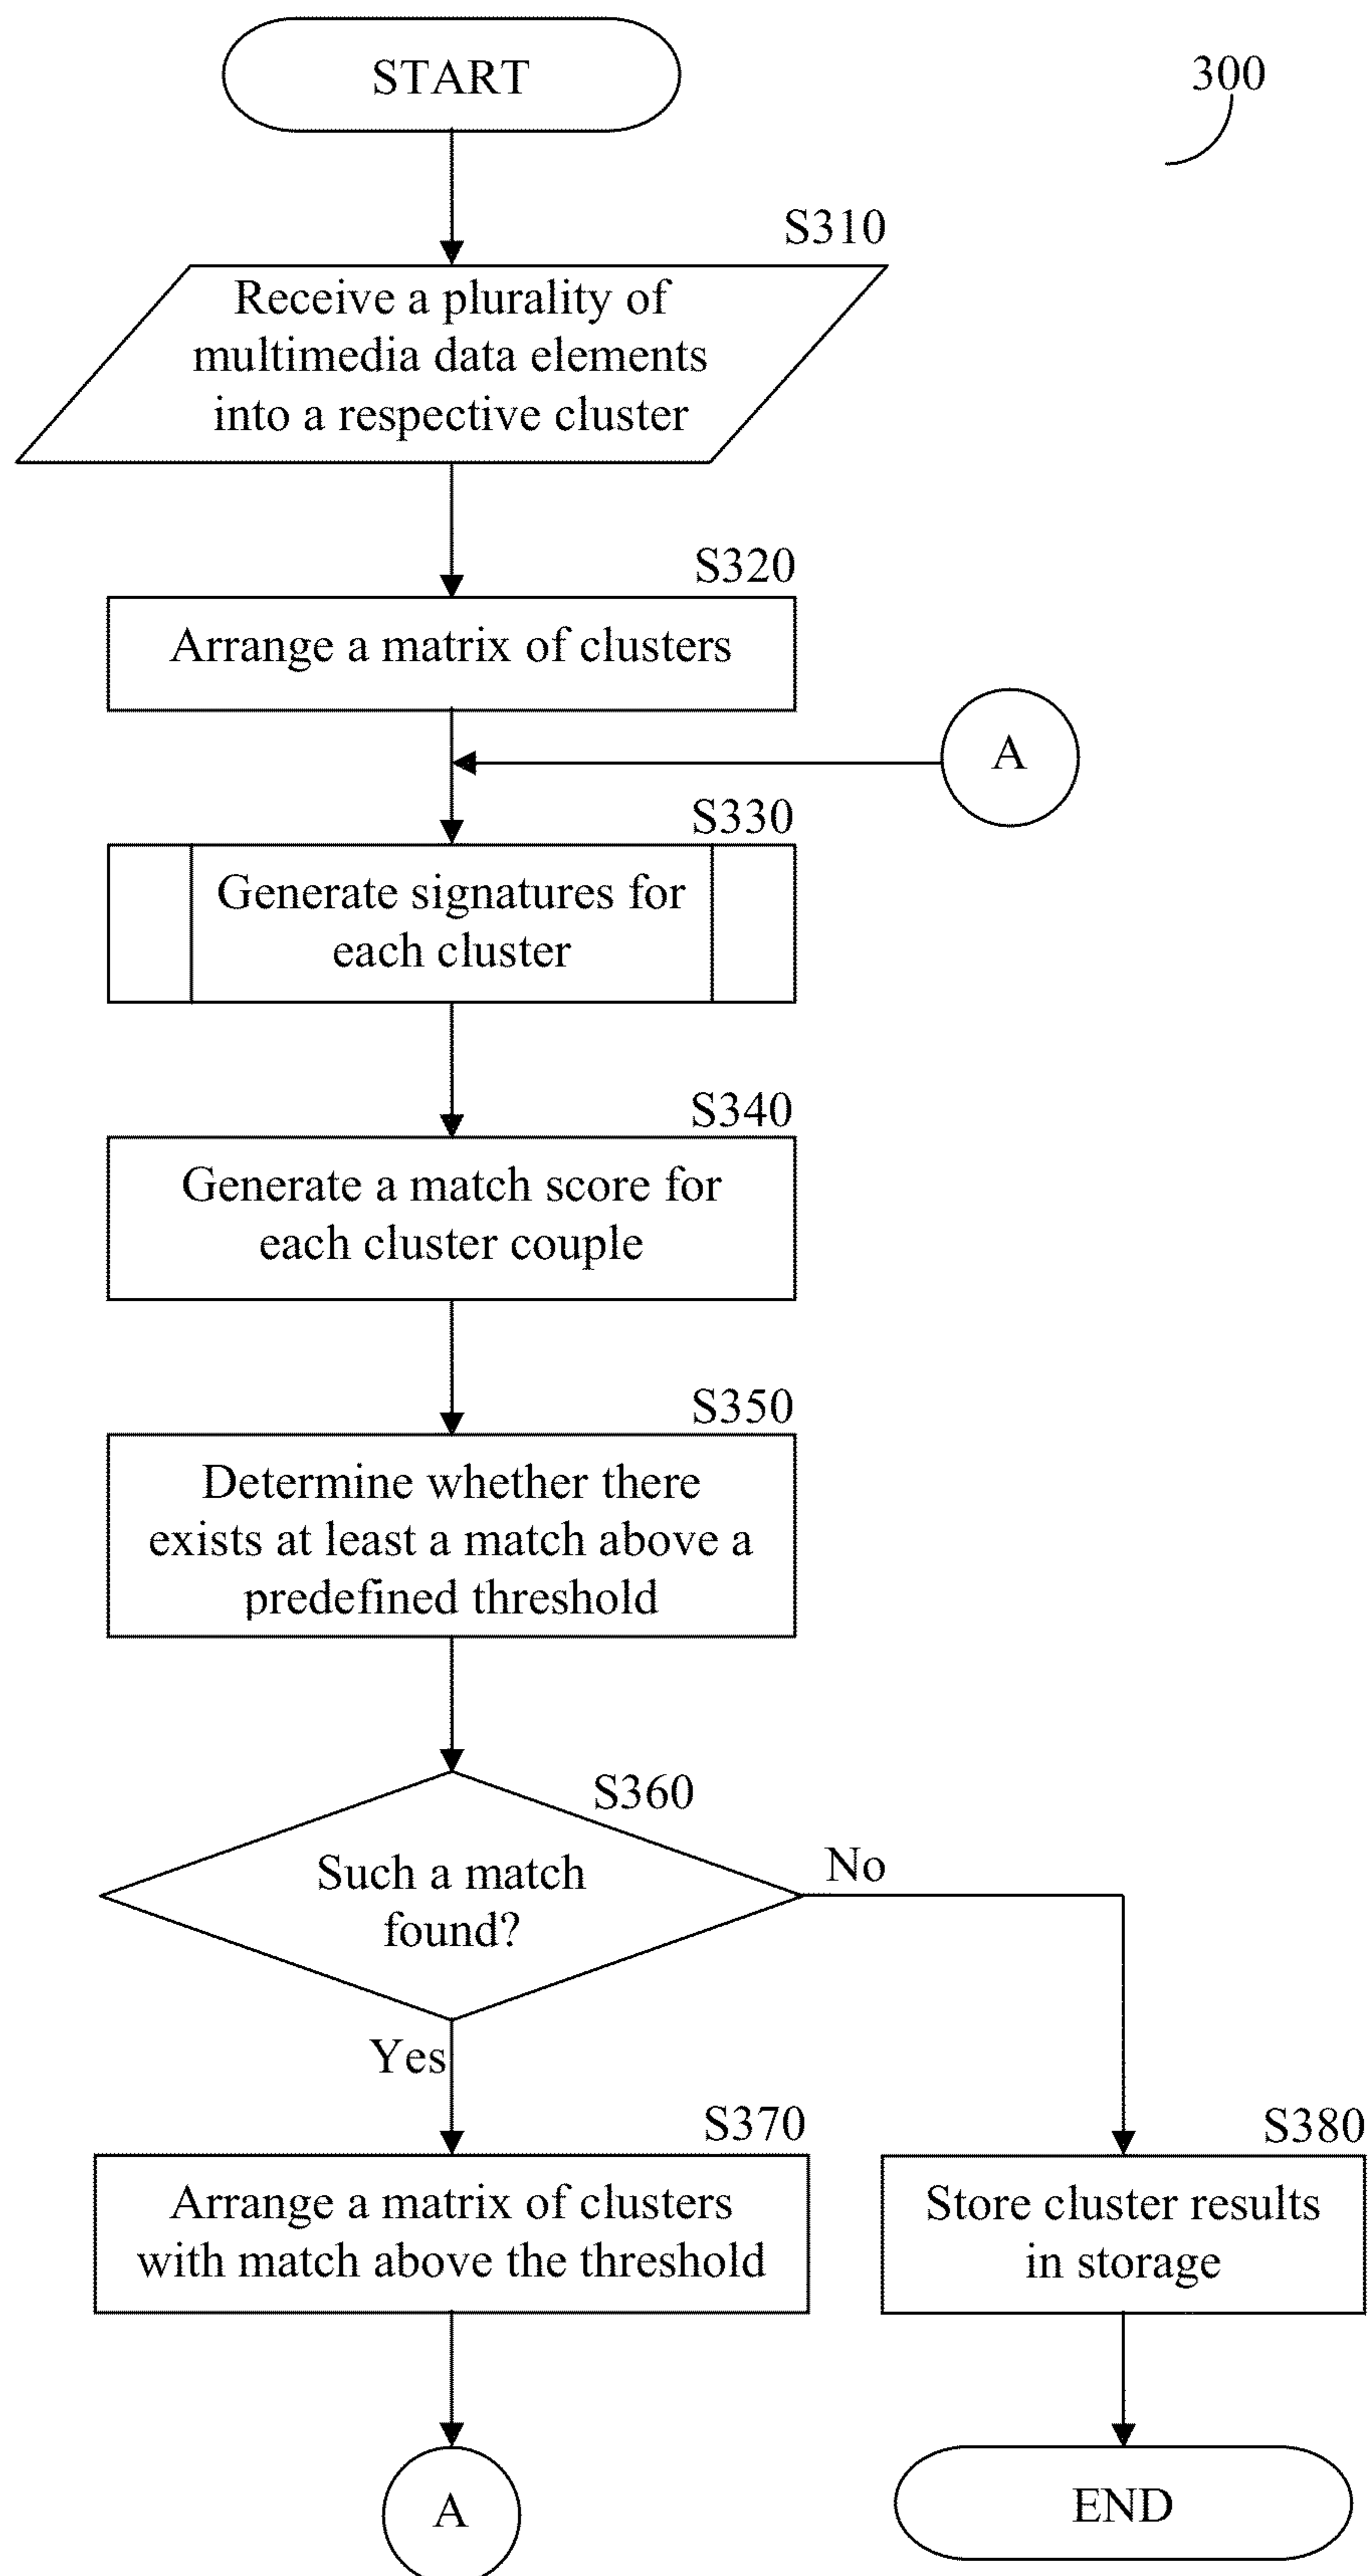 START
300
S310
Receive a plurality of
multimedia data elements
into a respective cluster
S320
Arrange a matrix of clusters
A
S330
Generate signatures for
each cluster
S340
Generate a match score for
each cluster couple
S350
Determine whether there
exists at least a match above a
predefined threshold
S360
Such a match
found?
No
Yes
S370
Arrange a matrix of clusters
with match above the threshold
S380
Store cluster results
in storage
A
END